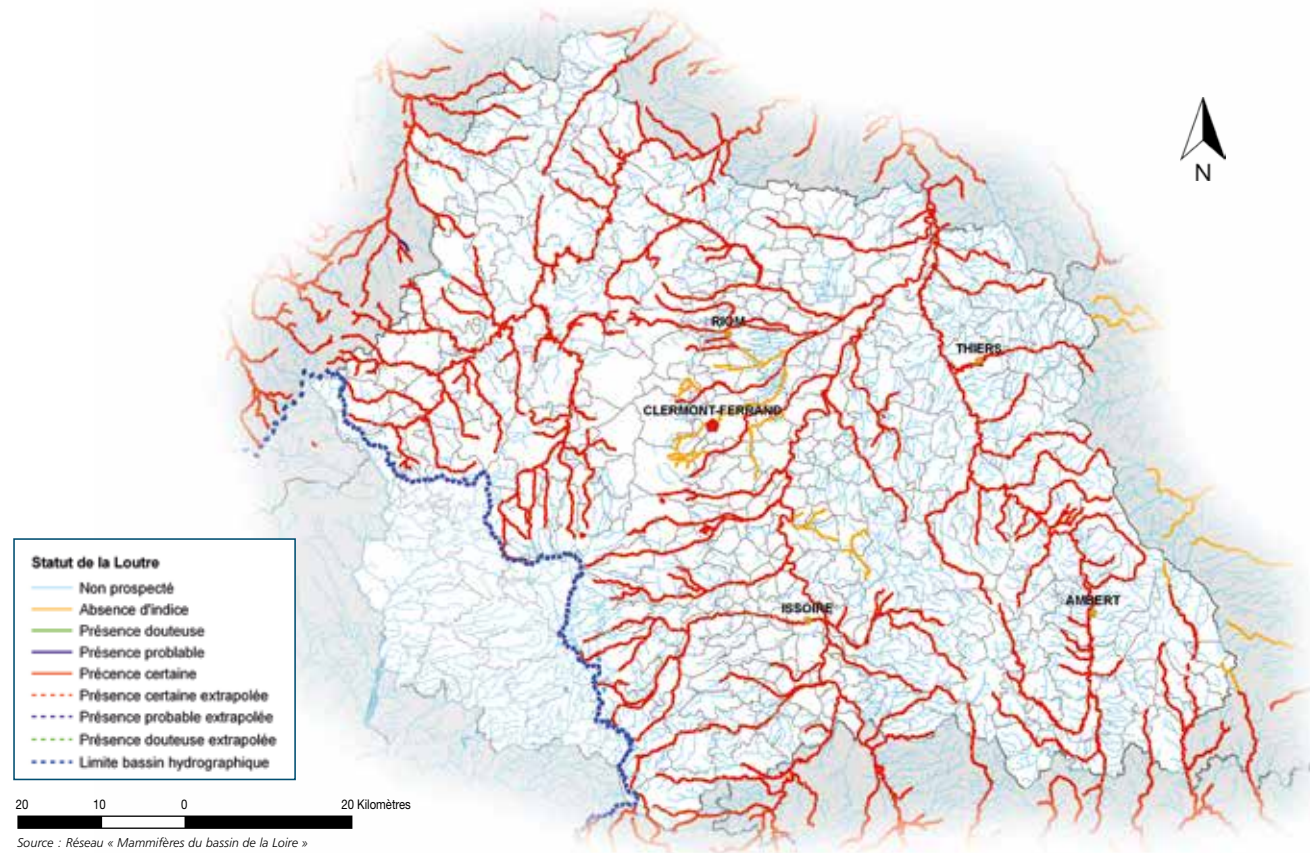 N
RIOM
THIERS
CLERMONT-FERRAND
ISSOIRE
AMBERT
Statut de la Loutre
Non prospecté
Absence d'indice
Présence douteuse
Présence problable
Précence certaine
Présence certaine extrapolée
Présence probable extrapolée
Présence douteuse extrapolée
Limite bassin hydrographique
20 10 0 20 Kilomètres
Source : Réseau « Mammifères du bassin de la Loire »